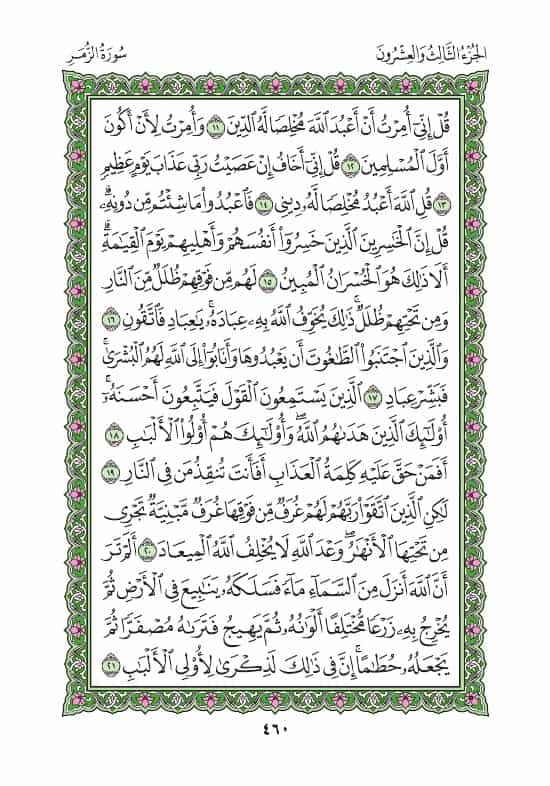 الجُزْءُ الثَّالِثُ وَالعِشْرُونَ
سُورَةُ الزُّمَرِ
قُلْ إِنِّيٓ أُمِرْتُ أَنْ أَعْبُدَ ٱللَّهَ مُخْلِصًا لَّهُ ٱلدِّينَ ١١ وَأُمِرْتُ لِأَنْ أَكُونَ
أَوَّلَ ٱلْمُسْلِمِينَ ١٢ قُلْ إِنِّيٓ أَخَافُ إِنْ عَصَيْتُ رَبِّي عَذَابَ يَوْمٍ عَظِيمٍ
١٣ قُلِ ٱللَّهَ أَعْبُدُ مُخْلِصًا لَّهُۥ دِينِي ١٤ فَٱعْبُدُوا۟ مَا شِئْتُم مِّن دُونِهِۦۗ
قُلْ إِنَّ ٱلْخَٰسِرِينَ ٱلَّذِينَ خَسِرُوٓا۟ أَنفُسَهُمْ وَأَهْلِيهِمْ يَوْمَ ٱلْقِيَٰمَةِۗ
أَلَا ذَٰلِكَ هُوَ ٱلْخُسْرَانُ ٱلْمُبِينُ ١٥ لَهُم مِّن فَوْقِهِمْ ظُلَلٌ مِّنَ ٱلنَّارِ
وَمِن تَحْتِهِمْ ظُلَلٌۚ ذَٰلِكَ يُخَوِّفُ ٱللَّهُ بِهِۦ عِبَادَهُۥۚ يَٰعِبَادِ فَٱتَّقُونِ ١٦
وَٱلَّذِينَ ٱجْتَنَبُوا۟ ٱلطَّٰغُوتَ أَن يَعْبُدُوهَا وَأَنَابُوٓا۟ إِلَى ٱللَّهِ لَهُمُ ٱلْبُشْرَىٰۚ
فَبَشِّرْ عِبَادِ ١٧ ٱلَّذِينَ يَسْتَمِعُونَ ٱلْقَوْلَ فَيَتَّبِعُونَ أَحْسَنَهُۥٓۚ
أُو۟لَٰٓئِكَ ٱلَّذِينَ هَدَىٰهُمُ ٱللَّهُۖ وَأُو۟لَٰٓئِكَ هُمْ أُو۟لُوا۟ ٱلْأَلْبَٰبِ ١٨
أَفَمَنْ حَقَّ عَلَيْهِ كَلِمَةُ ٱلْعَذَابِ أَفَأَنتَ تُنقِذُ مَن فِي ٱلنَّارِ ١٩
لَٰكِنِ ٱلَّذِينَ ٱتَّقَوْا۟ رَبَّهُمْ لَهُمْ غُرَفٌ مِّن فَوْقِهَا غُرَفٌ مَّبْنِيَّةٌ تَجْرِي
مِن تَحْتِهَا ٱلْأَنْهَٰرُۖ وَعْدَ ٱللَّهِ لَا يُخْلِفُ ٱللَّهُ ٱلْمِيعَادَ ٢٠ أَلَمْ تَرَ
أَنَّ ٱللَّهَ أَنزَلَ مِنَ ٱلسَّمَآءِ مَآءً فَسَلَكَهُۥ يَنَٰبِيعَ فِي ٱلْأَرْضِ ثُمَّ
يُخْرِجُ بِهِۦ زَرْعًا مُّخْتَلِفًا أَلْوَٰنُهُۥ ثُمَّ يَهِيجُ فَتَرَىٰهُ مُصْفَرًّا ثُمَّ
يَجْعَلُهُۥ حُطَٰمًاۚ إِنَّ فِي ذَٰلِكَ لَذِكْرَىٰ لِأُو۟لِي ٱلْأَلْبَٰبِ ٢١
٤٦٠